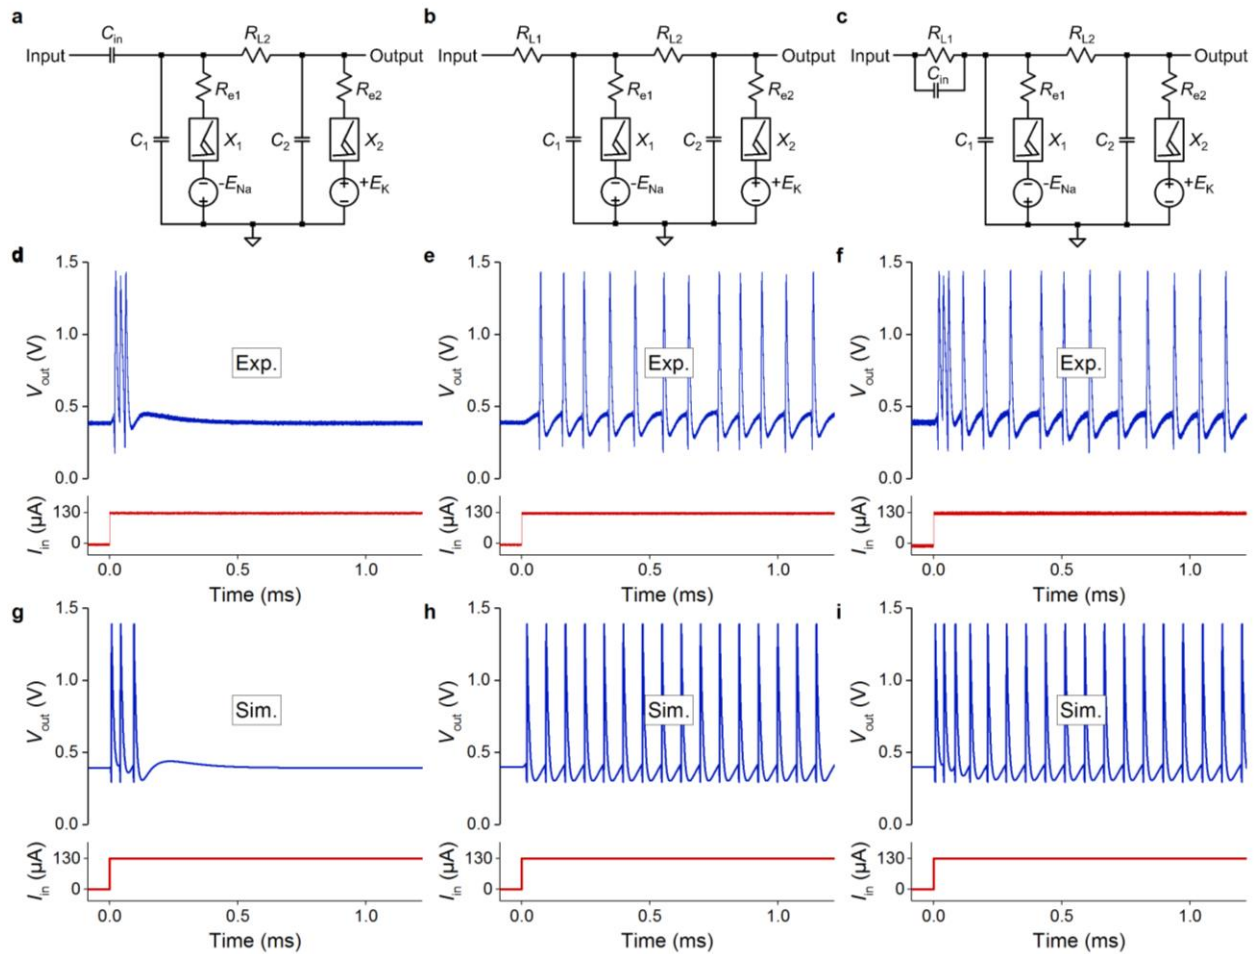 a
b
c
Input
C_in
R_L2
Output
R_e1
X_1
C_1
-E_Na
C_2
R_e2
X_2
+E_K
Input
R_L1
R_L2
Output
R_e1
X_1
C_1
-E_Na
C_2
R_e2
X_2
+E_K
Input
R_L1
C_in
R_L2
Output
R_e1
X_1
C_1
-E_Na
C_2
R_e2
X_2
+E_K
d
1.5
1.0
0.5
0.0
V_out (V)
Exp.
130
0
I_in (µA)
0.0 0.5 1.0
Time (ms)
e
1.5
1.0
0.5
0.0
V_out (V)
Exp.
130
0
I_in (µA)
0.0 0.5 1.0
Time (ms)
f
1.5
1.0
0.5
0.0
V_out (V)
Exp.
130
0
I_in (µA)
0.0 0.5 1.0
Time (ms)
g
1.5
1.0
0.5
0.0
V_out (V)
Sim.
130
0
I_in (µA)
0.0 0.5 1.0
Time (ms)
h
1.5
1.0
0.5
0.0
V_out (V)
Sim.
130
0
I_in (µA)
0.0 0.5 1.0
Time (ms)
i
1.5
1.0
0.5
0.0
V_out (V)
Sim.
130
0
I_in (µA)
0.0 0.5 1.0
Time (ms)